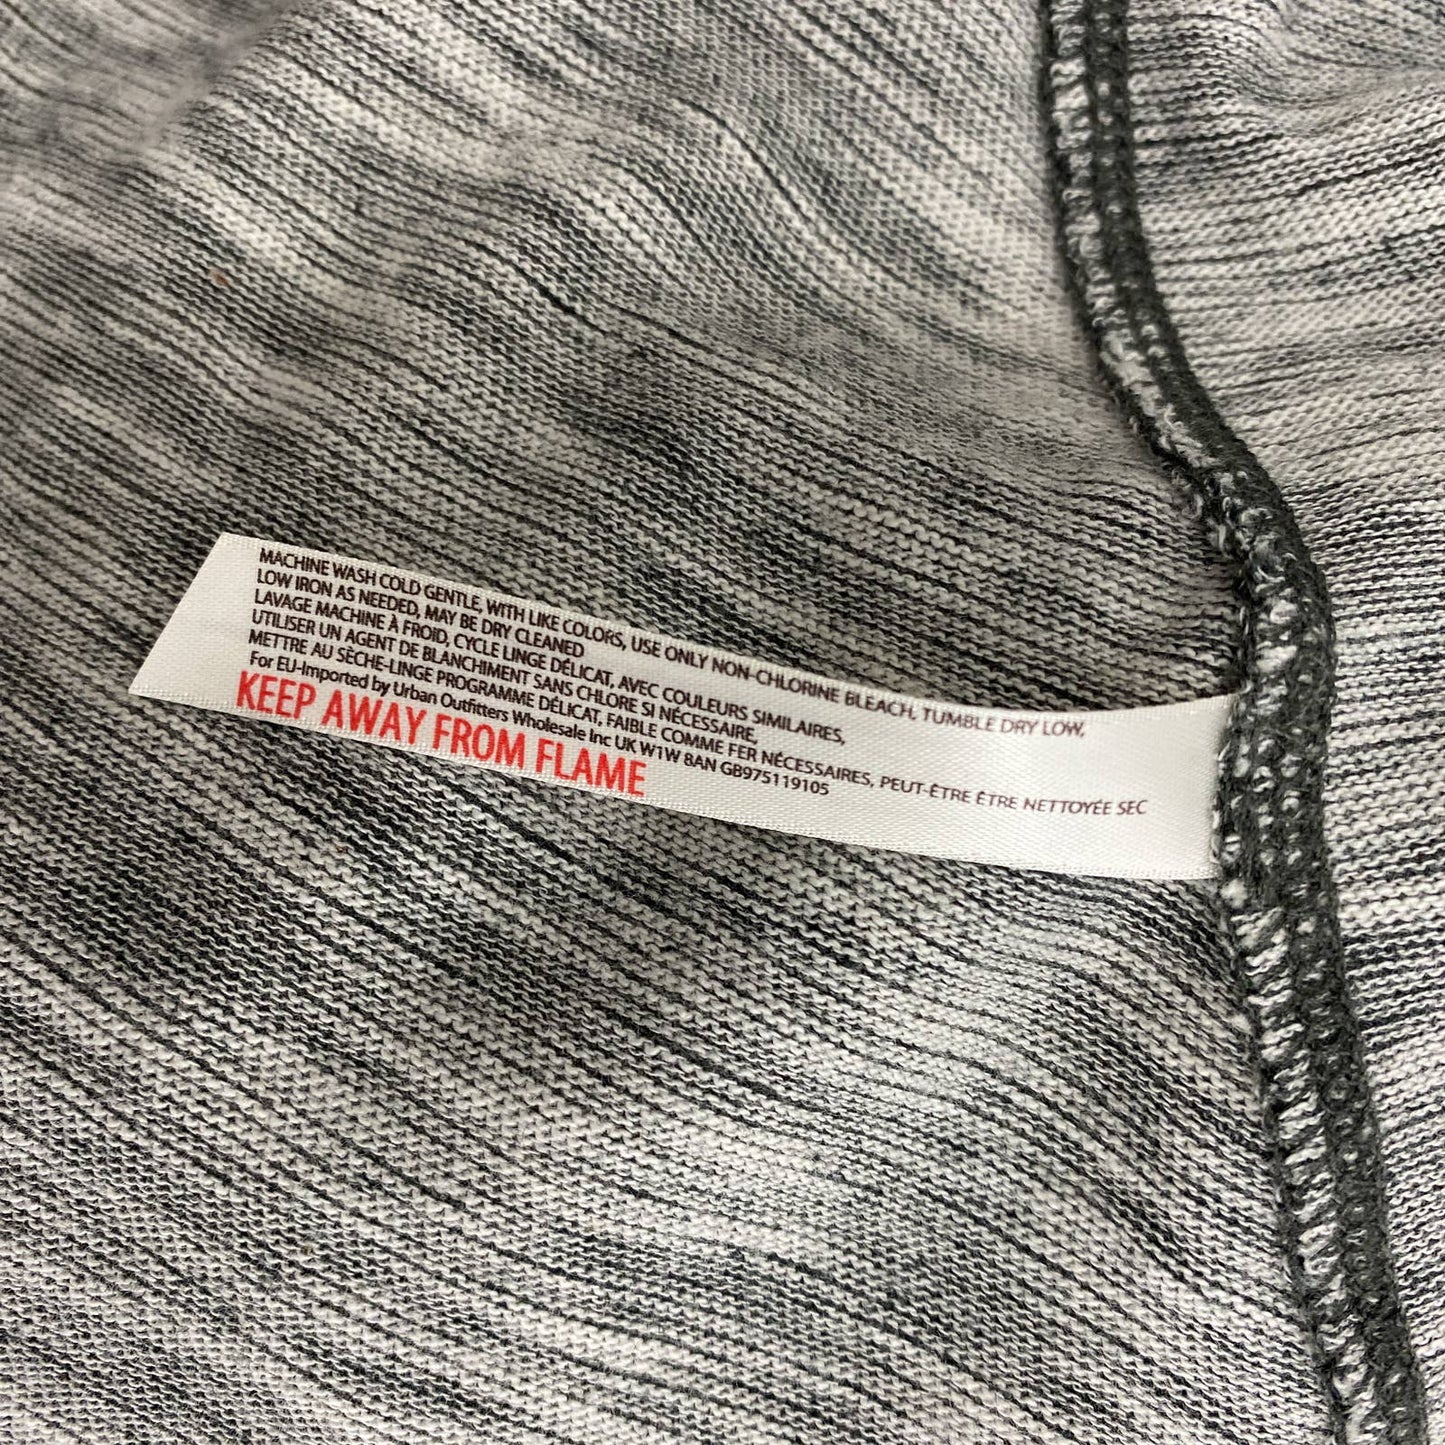 MACHINE WASH COLD GENTLE, WITH LIKE COLORS, USE ONLY NON-CHLORINE BLEACH, TUMBLE DRY LOW,
LOW IRON AS NEEDED, MAY BE DRY CLEANED
LAVAGE MACHINE À FROID, CYCLE LINGE DÉLICAT, AVEC COULEURS SIMILAIRES,
UTILISER UN AGENT DE BLANCHIMENT SANS CHLORE SI NÉCESSAIRE,
METTRE AU SÈCHE-LINGE PROGRAMME DÉLICAT, FAIBLE COMME FER NÉCESSAIRES, PEUT-ÊTRE ÊTRE NETTOYÉE SEC
For EU-Imported by Urban Outfitters Wholesale Inc UK W1W 8AN GB975119105
KEEP AWAY FROM FLAME